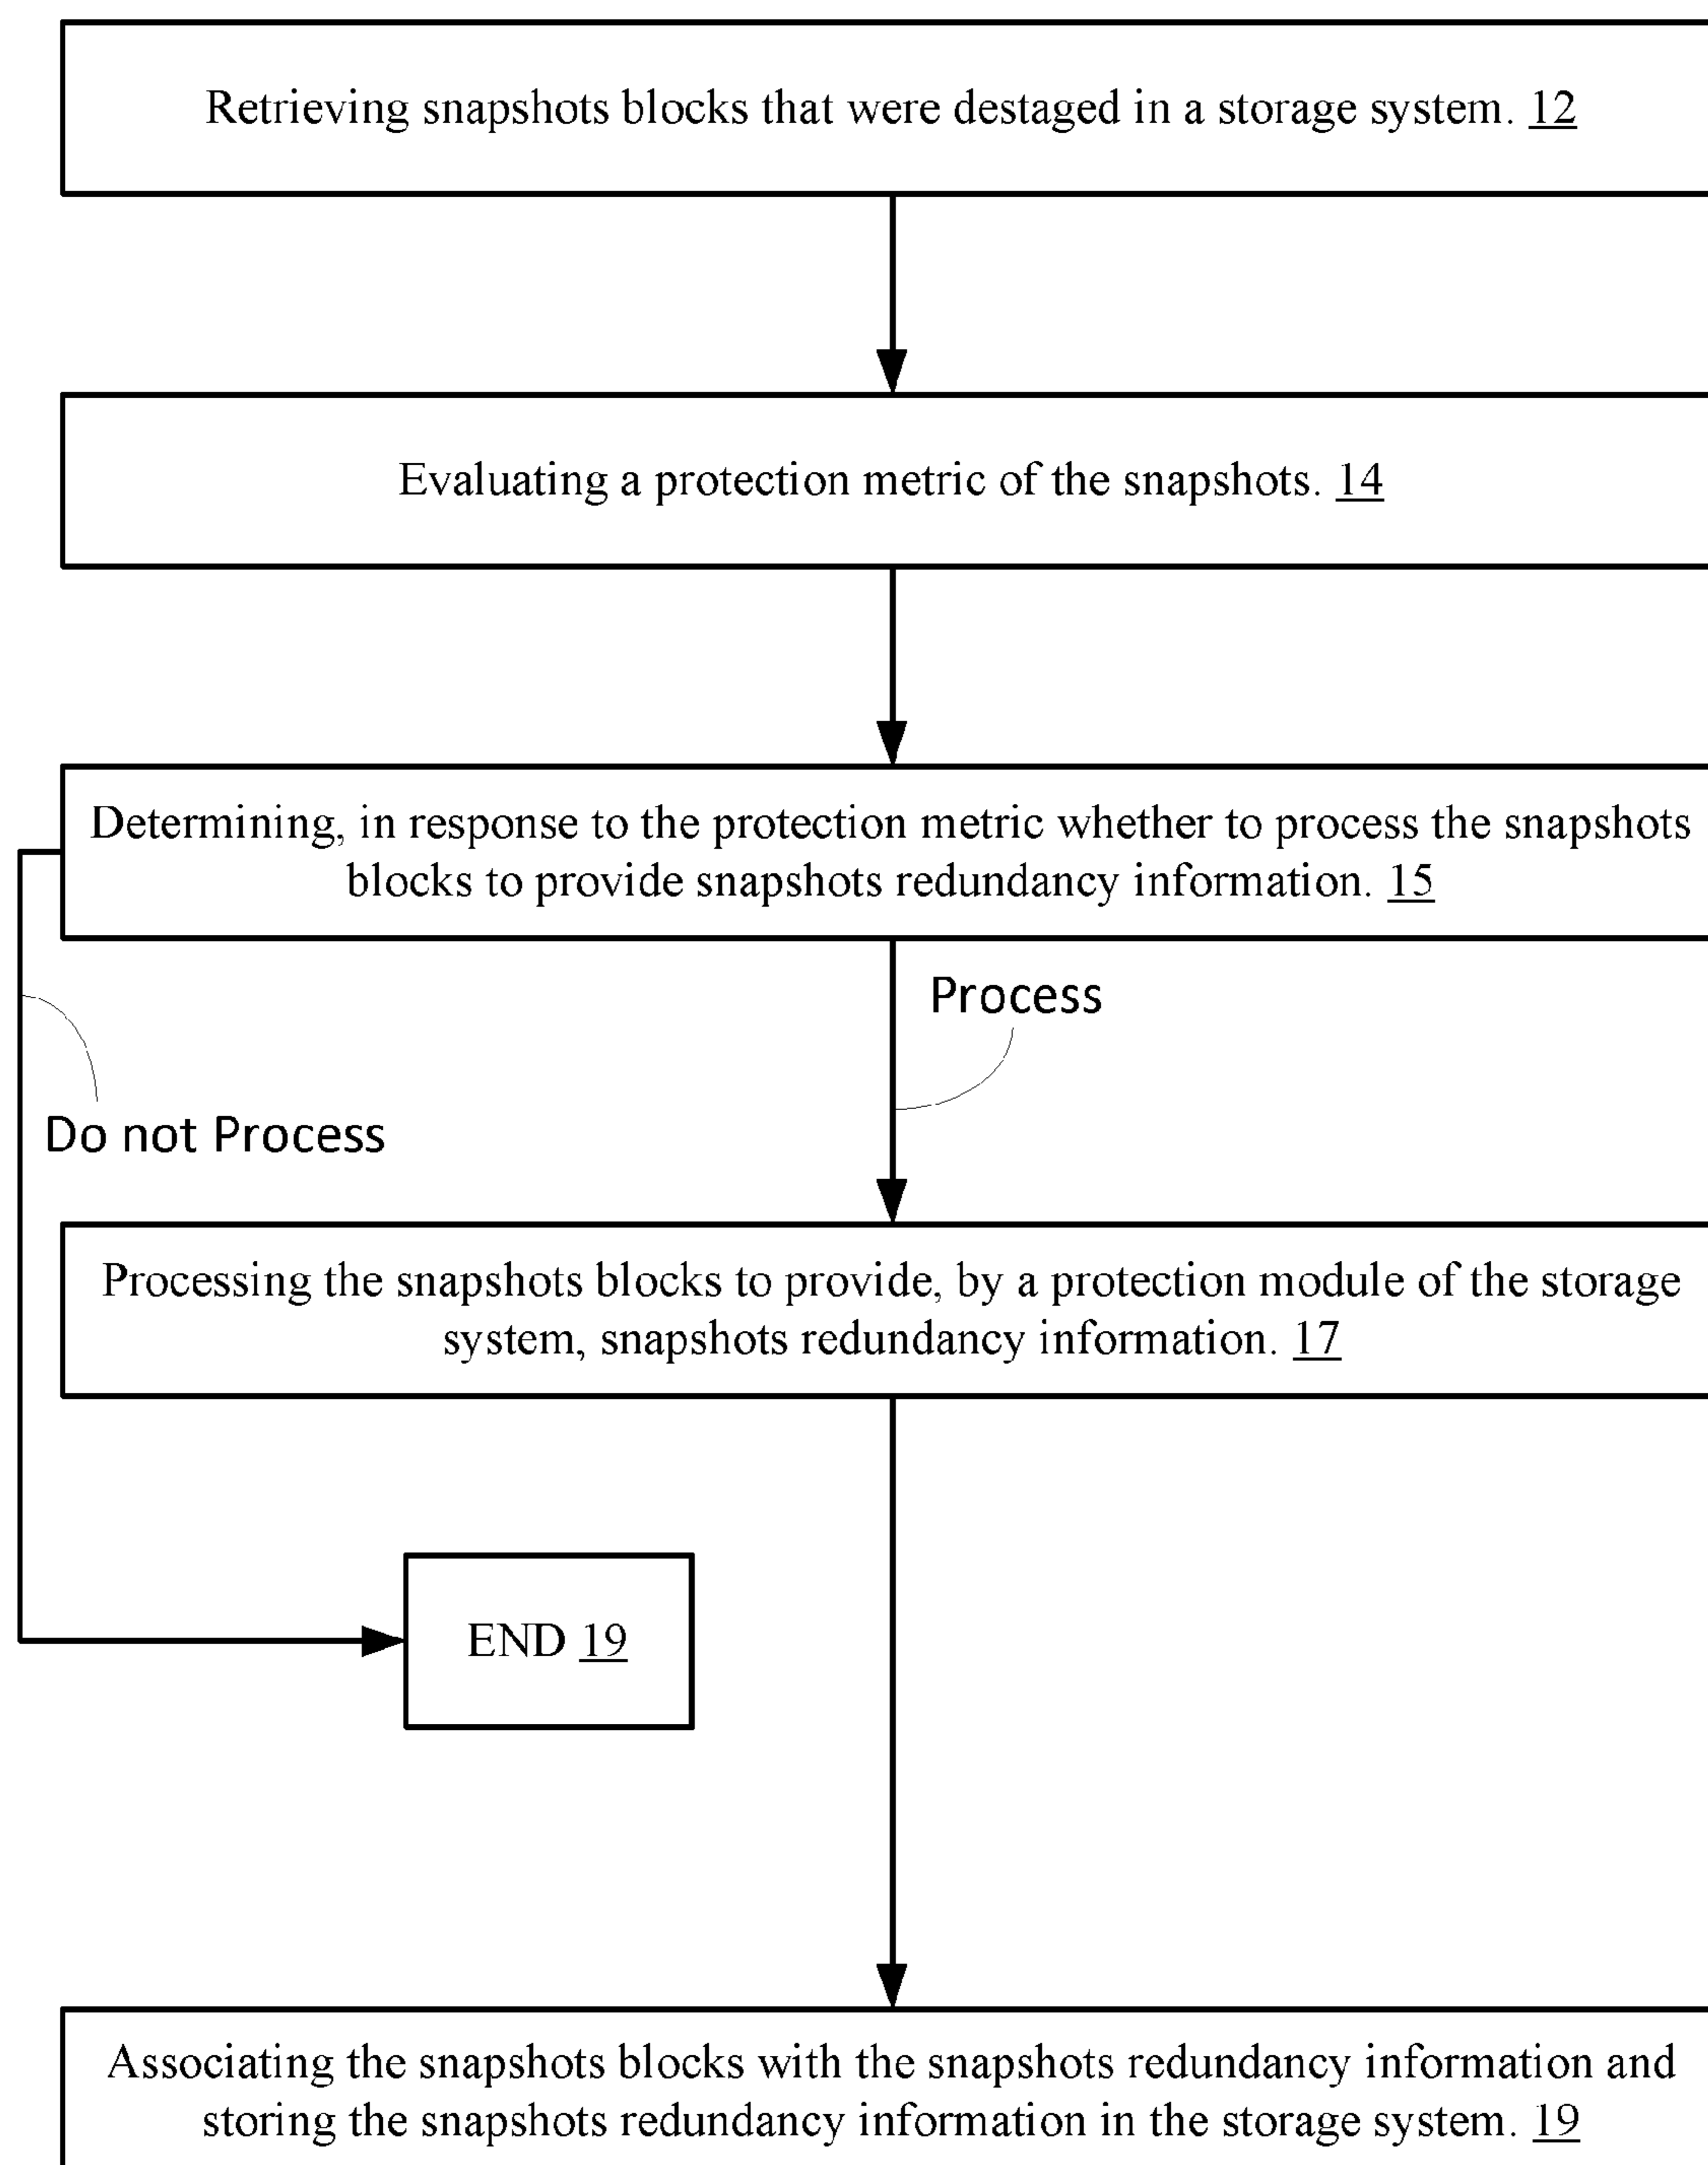 Retrieving snapshots blocks that were destaged in a storage system. 12
Evaluating a protection metric of the snapshots. 14
Determining, in response to the protection metric whether to process the snapshots
blocks to provide snapshots redundancy information. 15
Process
Do not Process
Processing the snapshots blocks to provide, by a protection module of the storage
system, snapshots redundancy information. 17
END 19
Associating the snapshots blocks with the snapshots redundancy information and
storing the snapshots redundancy information in the storage system. 19